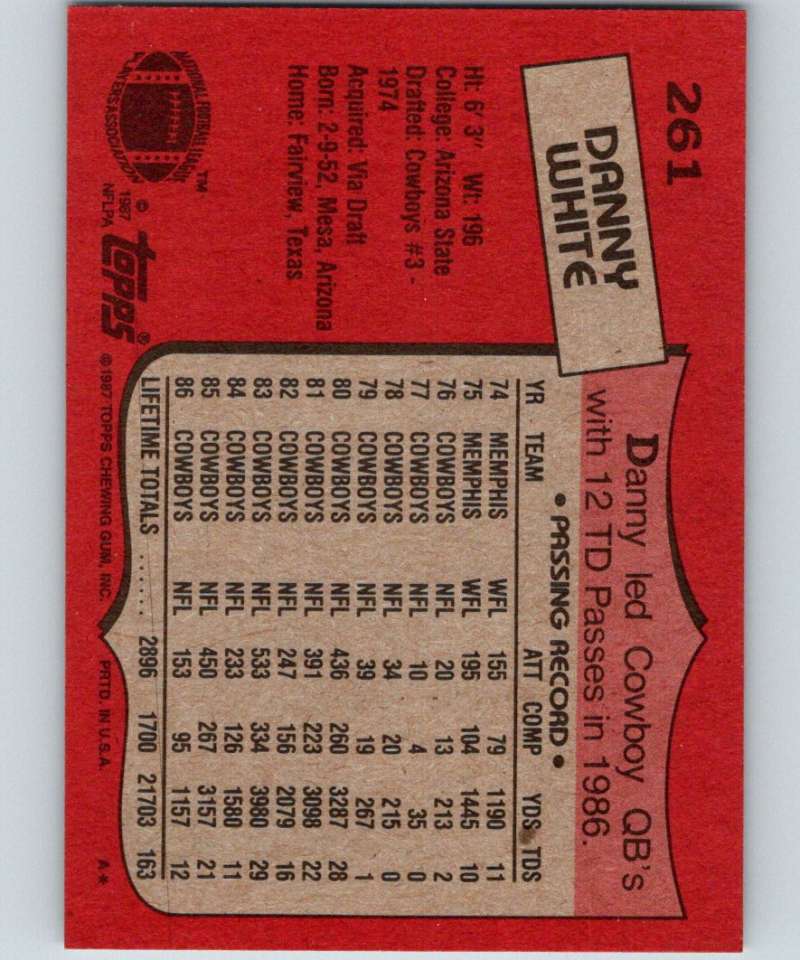 261
DANNY
WHITE
Ht: 6' 3" Wt: 196
College: Arizona State
Drafted: Cowboys #3 -
1974
Acquired: Via Draft
Born: 2-9-52, Mesa, Arizona
Home: Fairview, Texas
NATIONAL FOOTBALL LEAGUE
PLAYERS ASSOCIATION
™
© 1987
NFLPA
topps®
© 1987 TOPPS CHEWING GUM, INC. PRTD. IN U.S.A. A*
Danny led Cowboy QB's
with 12 TD Passes in 1986.
• PASSING RECORD •
YR TEAM ATT COMP YDS TDS
74 MEMPHIS WFL 155 79 1190 11
75 MEMPHIS WFL 195 104 1445 10
76 COWBOYS NFL 20 13 213 2
77 COWBOYS NFL 10 4 35 0
78 COWBOYS NFL 34 20 215 0
79 COWBOYS NFL 39 19 267 1
80 COWBOYS NFL 436 260 3287 28
81 COWBOYS NFL 391 223 3098 22
82 COWBOYS NFL 247 156 2079 16
83 COWBOYS NFL 533 334 3980 29
84 COWBOYS NFL 233 126 1580 11
85 COWBOYS NFL 450 267 3157 21
86 COWBOYS NFL 153 95 1157 12
LIFETIME TOTALS ...... 2896 1700 21703 163